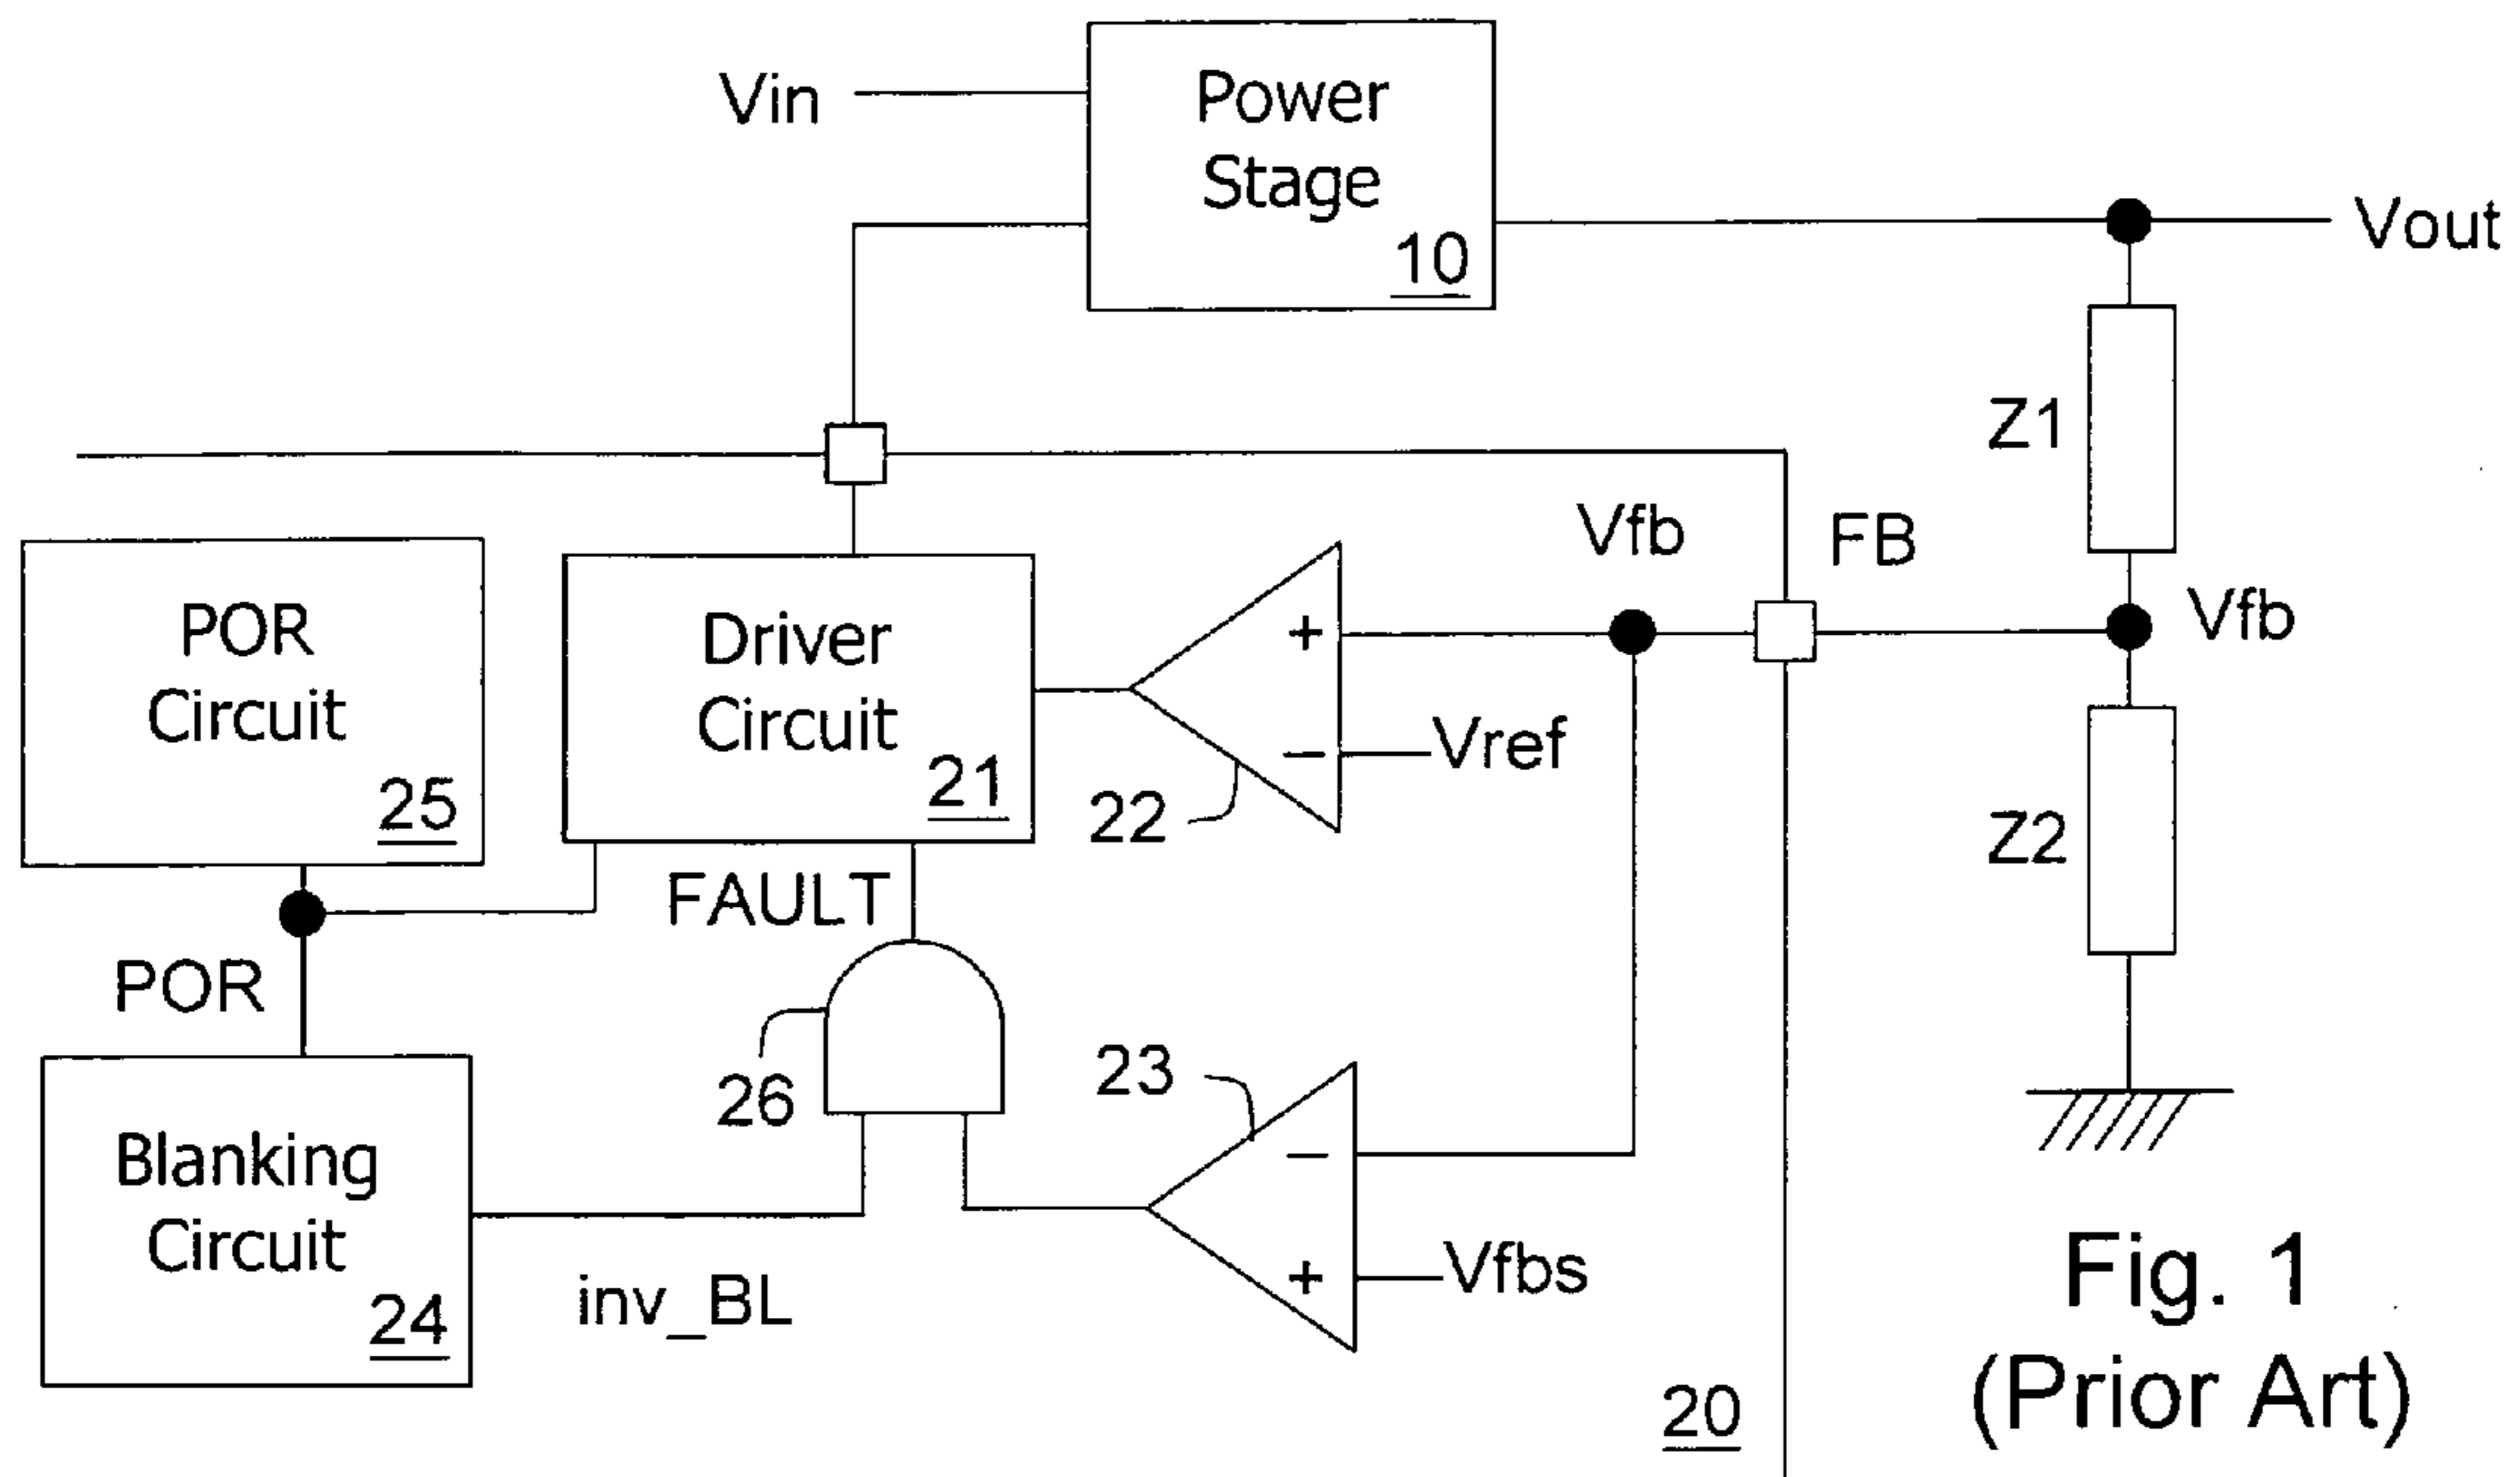 Vin
Power
Stage
10
Vout
Z1
Vfb
FB
Vfb
POR
Circuit
25
Driver
Circuit
21
+
−
Vref
22
Z2
FAULT
POR
26
23
−
+
Vfbs
Blanking
Circuit
24
inv_BL
20
Fig. 1
(Prior Art)